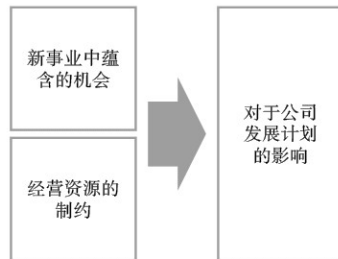 新事业中蕴
含的机会
经营资源的
制约
对于公司
发展计划
的影响